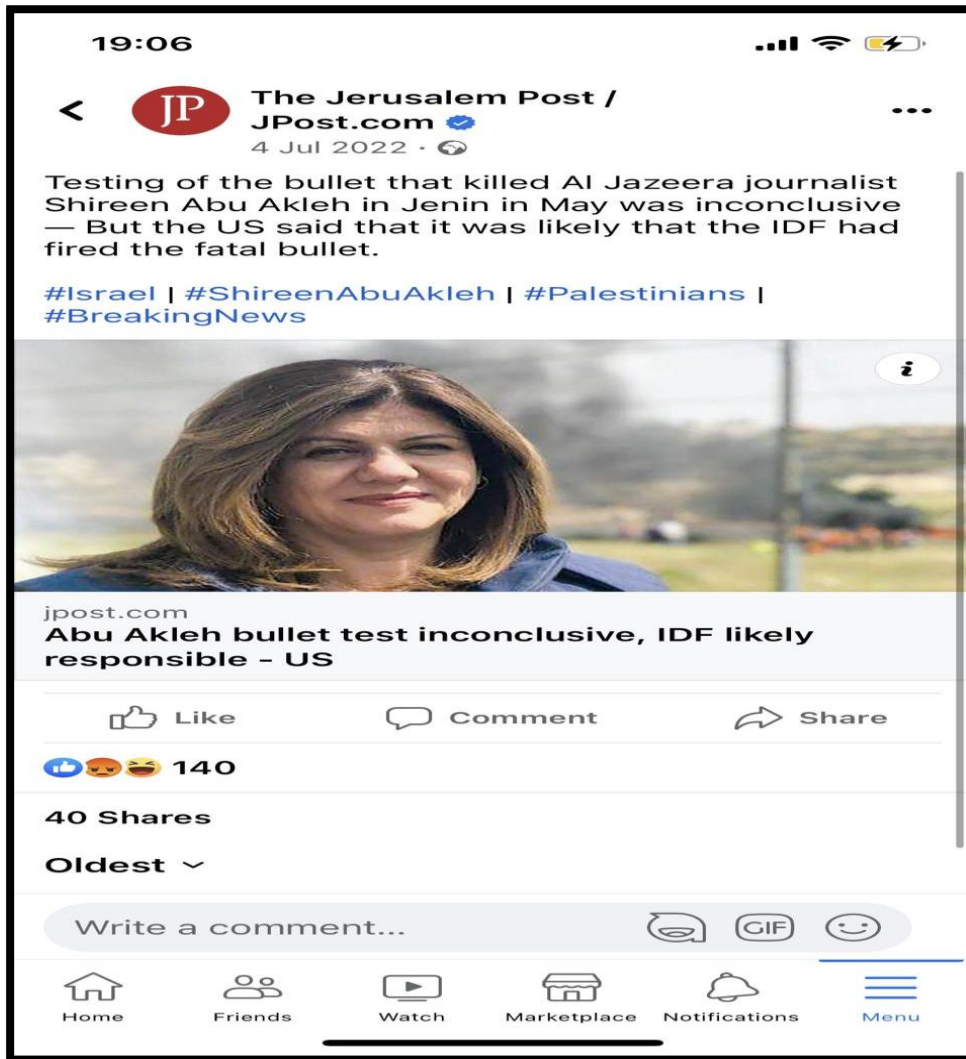 19:06
JP
The Jerusalem Post /
JPost.com
4 Jul 2022 ·
Testing of the bullet that killed Al Jazeera journalist
Shireen Abu Akleh in Jenin in May was inconclusive
— But the US said that it was likely that the IDF had
fired the fatal bullet.
#Israel | #ShireenAbuAkleh | #Palestinians |
#BreakingNews
i
jpost.com
Abu Akleh bullet test inconclusive, IDF likely
responsible - US
Like Comment Share
140
40 Shares
Oldest
Write a comment... GIF
Home Friends Watch Marketplace Notifications Menu